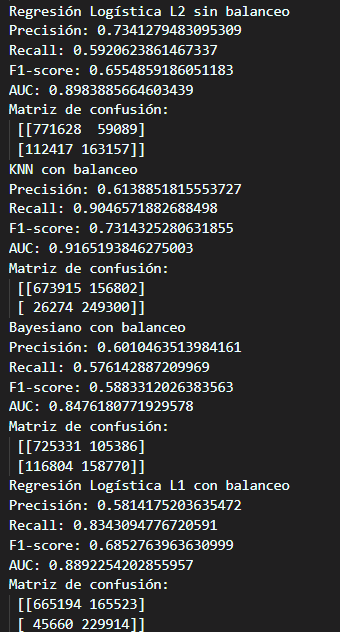 Regresión Logística L2 sin balanceo
Precisión: 0.7341279483095309
Recall: 0.5920623861467337
F1-score: 0.6554859186051183
AUC: 0.8983885664603439
Matriz de confusión:
[[771628  59089]
[112417 163157]]
KNN con balanceo
Precisión: 0.6138851815553727
Recall: 0.9046571882688498
F1-score: 0.7314325280631855
AUC: 0.9165193846275003
Matriz de confusión:
[[673915 156802]
[ 26274 249300]]
Bayesiano con balanceo
Precisión: 0.6010463513984161
Recall: 0.576142887209969
F1-score: 0.5883312026383563
AUC: 0.8476180771929578
Matriz de confusión:
[[725331 105386]
[116804 158770]]
Regresión Logística L1 con balanceo
Precisión: 0.5814175203635472
Recall: 0.8343094776720591
F1-score: 0.6852763963630999
AUC: 0.8892254202855957
Matriz de confusión:
[[665194 165523]
[ 45660 229914]]